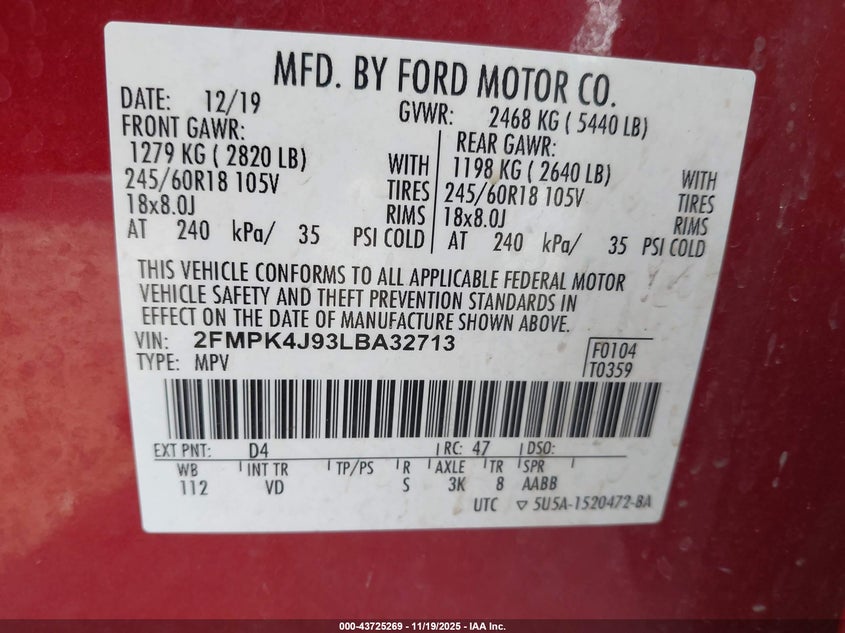 MFD. BY FORD MOTOR CO.
DATE: 12/19
GVWR: 2468 KG ( 5440 LB)
FRONT GAWR:
1279 KG ( 2820 LB) WITH
245/60R18 105V TIRES
18x8.0J RIMS
AT 240 kPa/ 35 PSI COLD
REAR GAWR:
1198 KG ( 2640 LB) WITH
245/60R18 105V TIRES
18x8.0J RIMS
AT 240 kPa/ 35 PSI COLD
THIS VEHICLE CONFORMS TO ALL APPLICABLE FEDERAL MOTOR
VEHICLE SAFETY AND THEFT PREVENTION STANDARDS IN
EFFECT ON THE DATE OF MANUFACTURE SHOWN ABOVE.
VIN: 2FMPK4J93LBA32713
TYPE: MPV
F0104
T0359
EXT PNT: D4 RC: 47 DSO:
WB INT TR TP/PS R AXLE TR SPR
112 VD S 3K 8 AABB
UTC ▽ 5U5A-1520472-BA
000-43725269 - 11/19/2025 - IAA Inc.